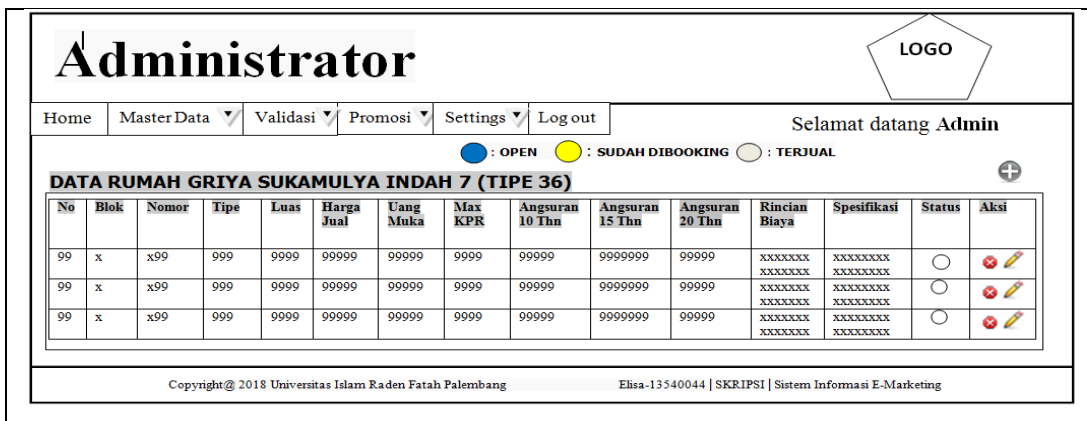 Administrator
LOGO
Home Master Data Validasi Promosi Settings Log out
Selamat datang Admin
: OPEN : SUDAH DIBOOKING : TERJUAL
DATA RUMAH GRIYA SUKAMULYA INDAH 7 (TIPE 36)
No Blok Nomor Tipe Luas Harga Jual Uang Muka Max KPR Angsuran 10 Thn Angsuran 15 Thn Angsuran 20 Thn Rincian Biaya Spesifikasi Status Aksi
99 x x99 999 9999 99999 99999 9999 99999 9999999 99999 xxxxxxx xxxxxxx xxxxxxxx xxxxxxxx
99 x x99 999 9999 99999 99999 9999 99999 9999999 99999 xxxxxxx xxxxxxx xxxxxxxx xxxxxxxx
99 x x99 999 9999 99999 99999 9999 99999 9999999 99999 xxxxxxx xxxxxxx xxxxxxxx xxxxxxxx
Copyright@ 2018 Universitas Islam Raden Fatah Palembang
Elisa-13540044 | SKRIPSI | Sistem Informasi E-Marketing